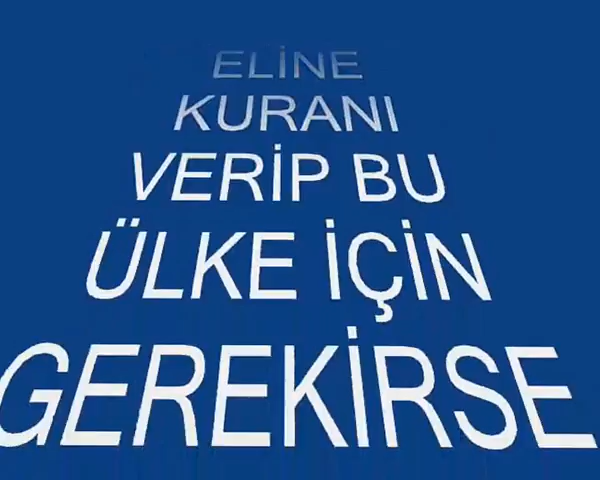 ELİNE
KURANI
VERİP BU
ÜLKE İÇİN
GEREKİRSE